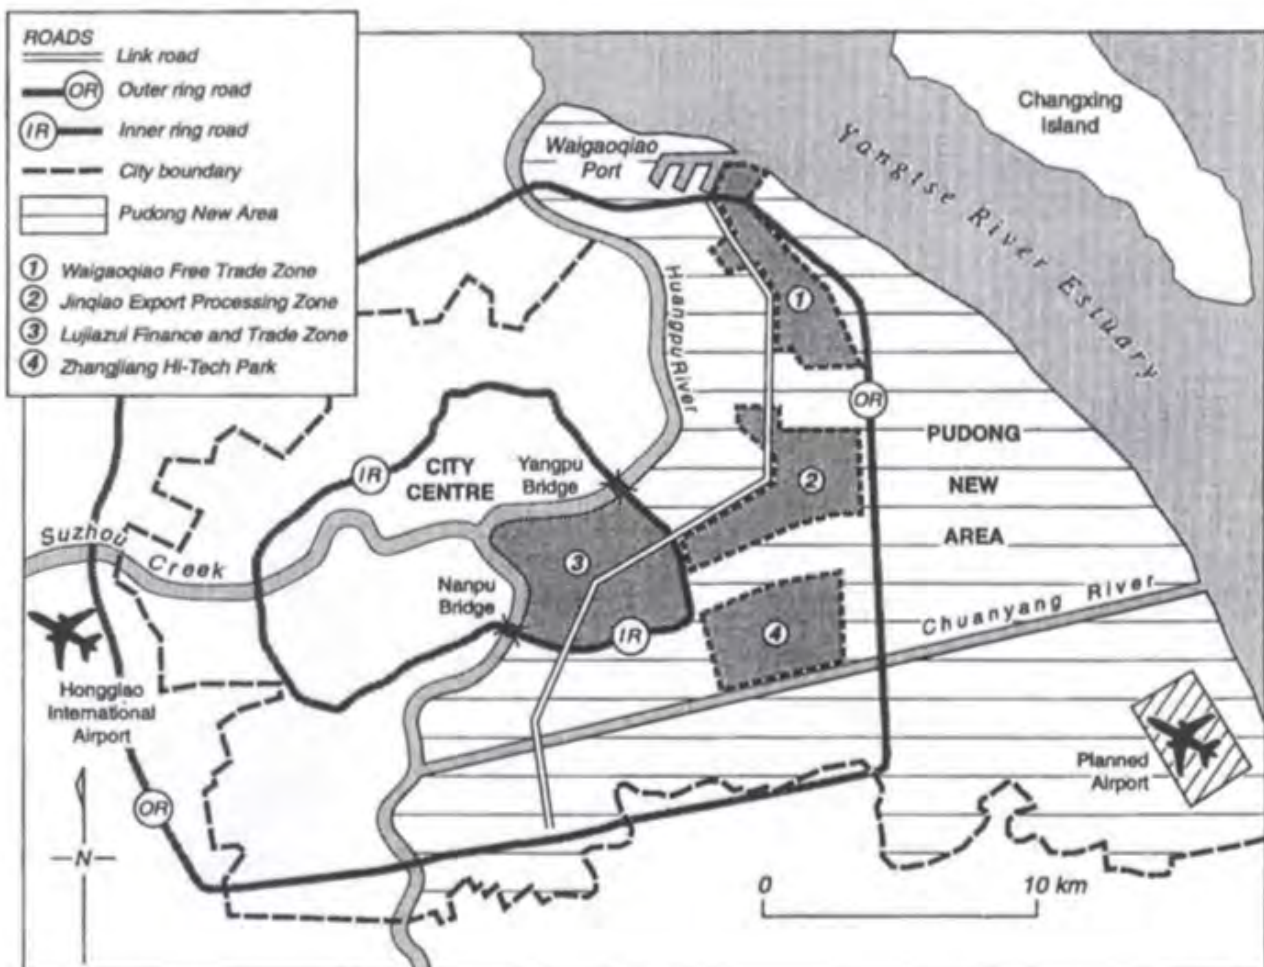 ROADS
Link road
OR Outer ring road
IR Inner ring road
City boundary
Pudong New Area
1 Waigaoqiao Free Trade Zone
2 Jinqiao Export Processing Zone
3 Lujiazui Finance and Trade Zone
4 Zhangjiang Hi-Tech Park
Changxing
Island
Waigaoqiao
Port
Yangtse River Estuary
Huangpu River
1
OR
IR
CITY
CENTRE
Yangpu
Bridge
PUDONG
NEW
AREA
2
Suzhou Creek
3
Nanpu
Bridge
IR
4
Chuanyang River
Hongqiao
International
Airport
Planned
Airport
OR
N
0 10 km